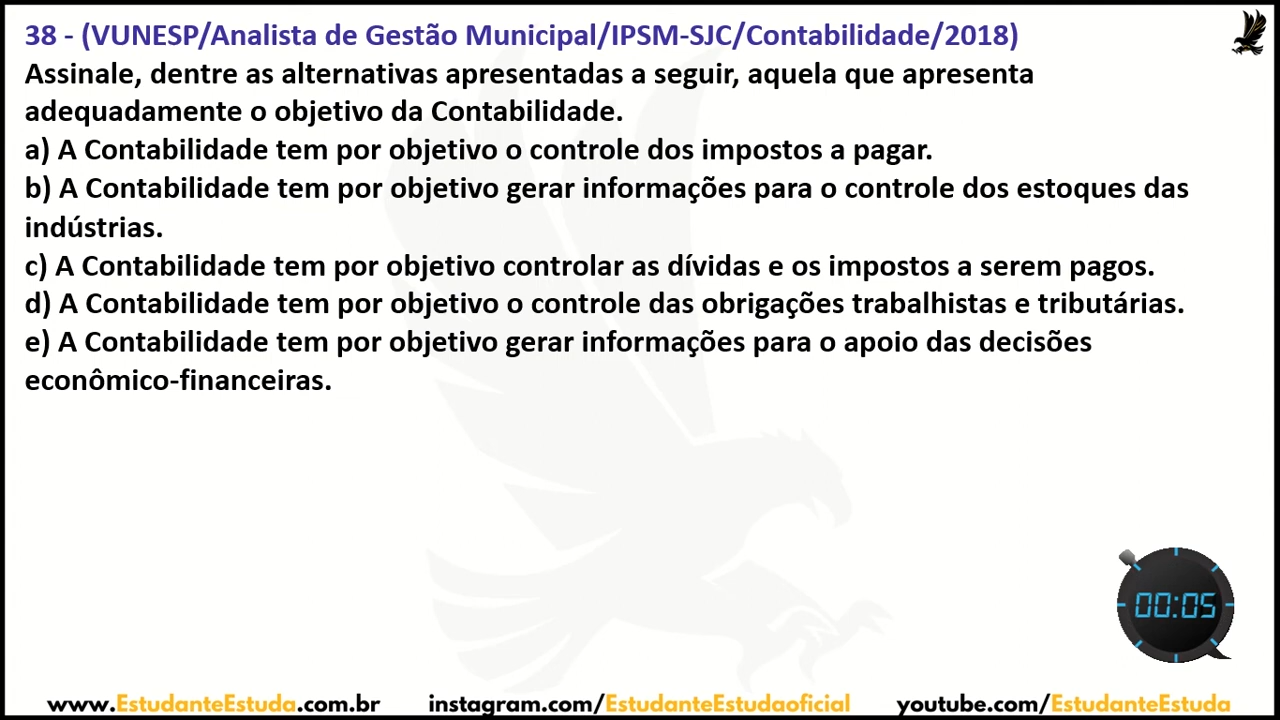 38 - (VUNESP/Analista de Gestão Municipal/IPSM-SJC/Contabilidade/2018)
Assinale, dentre as alternativas apresentadas a seguir, aquela que apresenta
adequadamente o objetivo da Contabilidade.
a) A Contabilidade tem por objetivo o controle dos impostos a pagar.
b) A Contabilidade tem por objetivo gerar informações para o controle dos estoques das
indústrias.
c) A Contabilidade tem por objetivo controlar as dívidas e os impostos a serem pagos.
d) A Contabilidade tem por objetivo o controle das obrigações trabalhistas e tributárias.
e) A Contabilidade tem por objetivo gerar informações para o apoio das decisões
econômico-financeiras.
00:05
www.EstudanteEstuda.com.br instagram.com/EstudanteEstudaoficial youtube.com/EstudanteEstuda